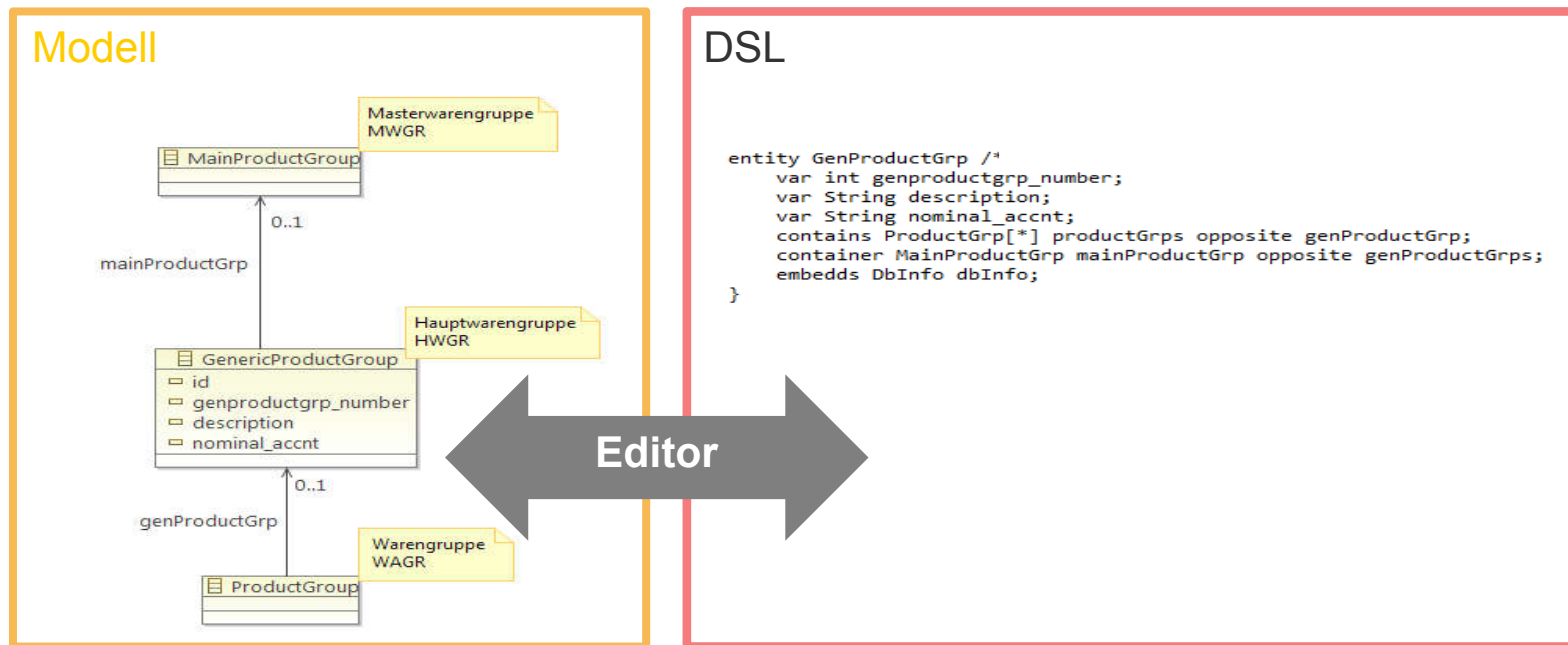 Modell
Masterwarengruppe
MWGR
MainProductGroup
0..1
mainProductGrp
Hauptwarengruppe
HWGR
GenericProductGroup
id
genproductgrp_number
description
nominal_accnt
0..1
genProductGrp
Warengruppe
WAGR
ProductGroup
Editor
DSL
entity GenProductGrp /*
var int genproductgrp_number;
var String description;
var String nominal_accnt;
contains ProductGrp[*] productGrps opposite genProductGrp;
container MainProductGrp mainProductGrp opposite genProductGrps;
embedds DbInfo dbInfo;
}